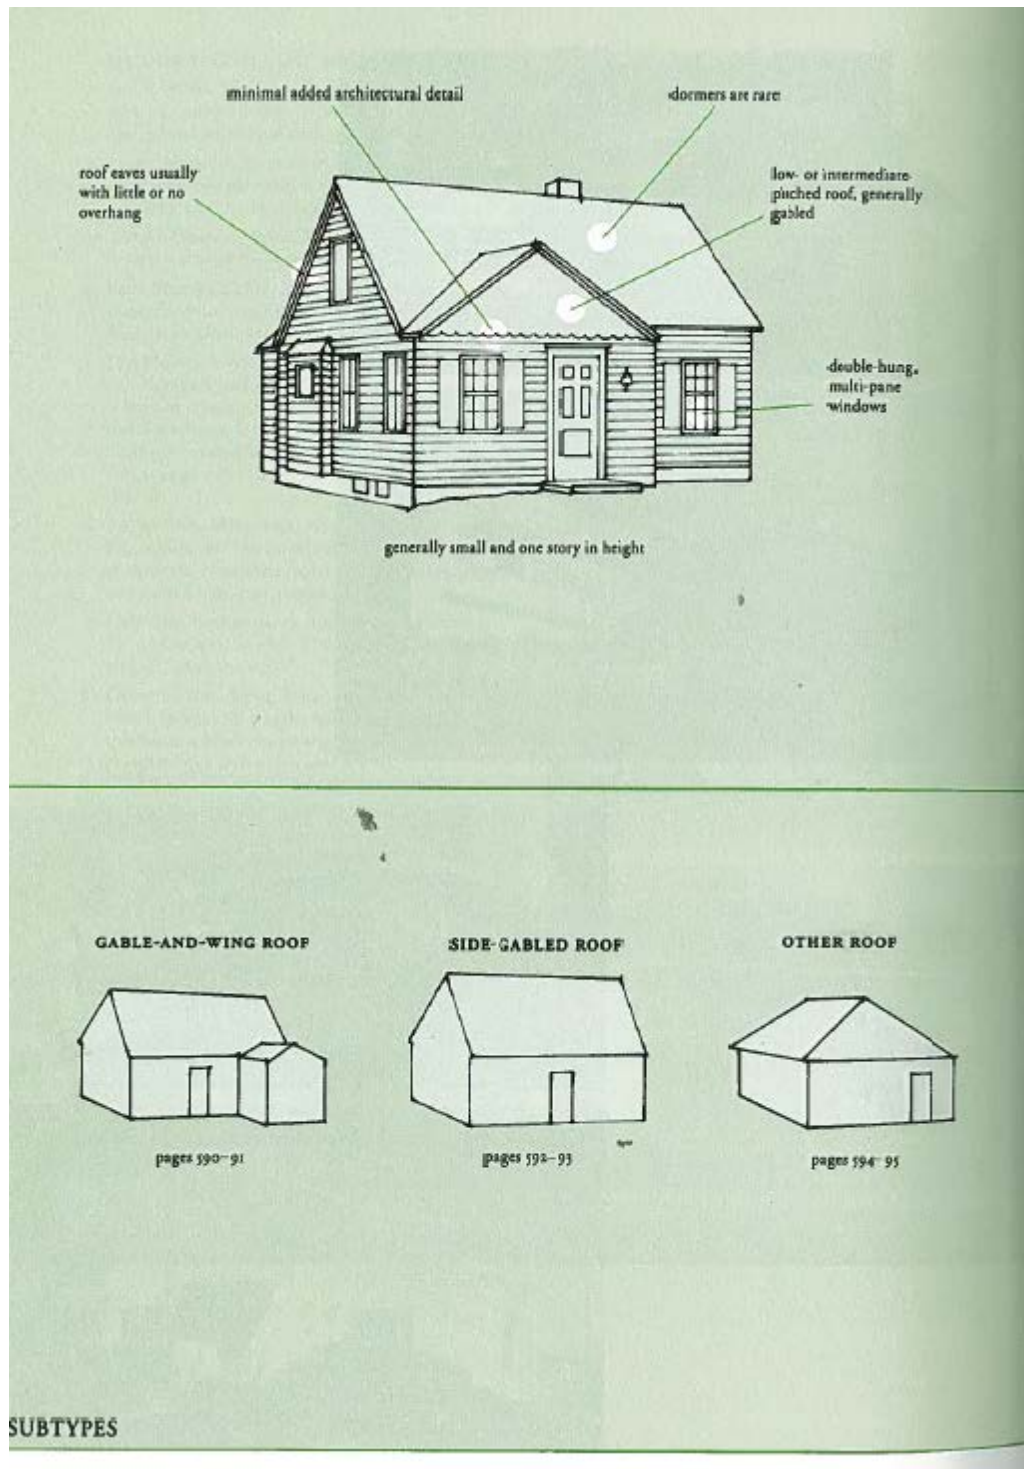 minimal added architectural detail
dormers are rare
roof eaves usually
with little or no
overhang
low- or intermediate-
pitched roof, generally
gabled
double-hung,
multi-pane
windows
generally small and one story in height
GABLE-AND-WING ROOF
SIDE-GABLED ROOF
OTHER ROOF
pages 590–91
pages 592–93
pages 594–95
SUBTYPES